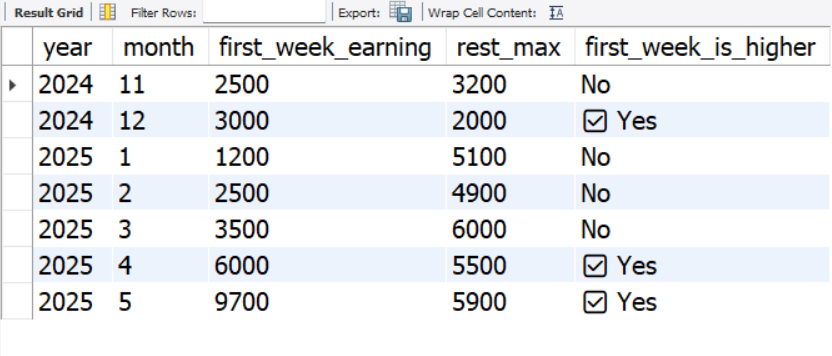 Result Grid Filter Rows: Export: Wrap Cell Content: IA
year month first_week_earning rest_max first_week_is_higher
2024 11 2500 3200 No
2024 12 3000 2000 ☑ Yes
2025 1 1200 5100 No
2025 2 2500 4900 No
2025 3 3500 6000 No
2025 4 6000 5500 ☑ Yes
2025 5 9700 5900 ☑ Yes